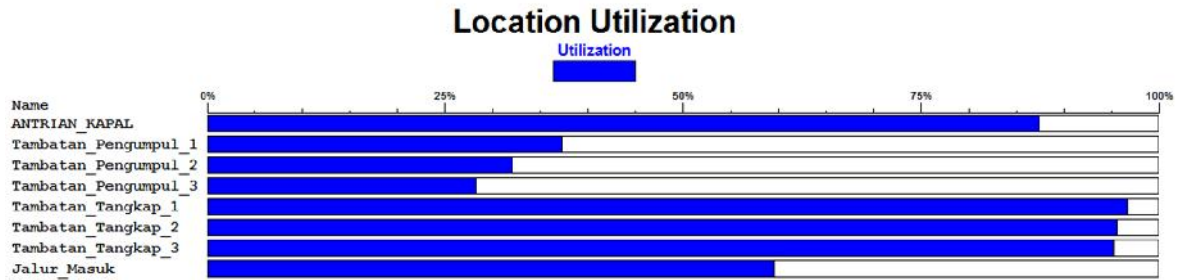 Location Utilization
Utilization
0% 25% 50% 75% 100%
Name
ANTRIAN_KAPAL
Tambatan_Pengumpul_1
Tambatan_Pengumpul_2
Tambatan_Pengumpul_3
Tambatan_Tangkap_1
Tambatan_Tangkap_2
Tambatan_Tangkap_3
Jalur_Masuk